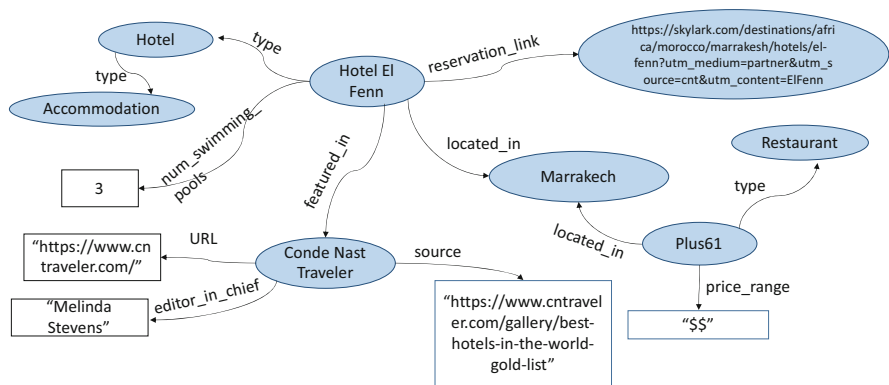 Hotel
type
type
Accommodation
Hotel El
Fenn
reservation_link
https://skylark.com/destinations/afri
ca/morocco/marrakesh/hotels/el-
fenn?utm_medium=partner&utm_s
ource=cnt&utm_content=ElFenn
num_swimming_
pools
3
featured_in
located_in
Marrakech
Restaurant
type
located_in
Plus61
price_range
"$$"
"https://www.cn
traveler.com/"
URL
Conde Nast
Traveler
source
editor_in_chief
"Melinda
Stevens"
"https://www.cntravel
er.com/gallery/best-
hotels-in-the-world-
gold-list"